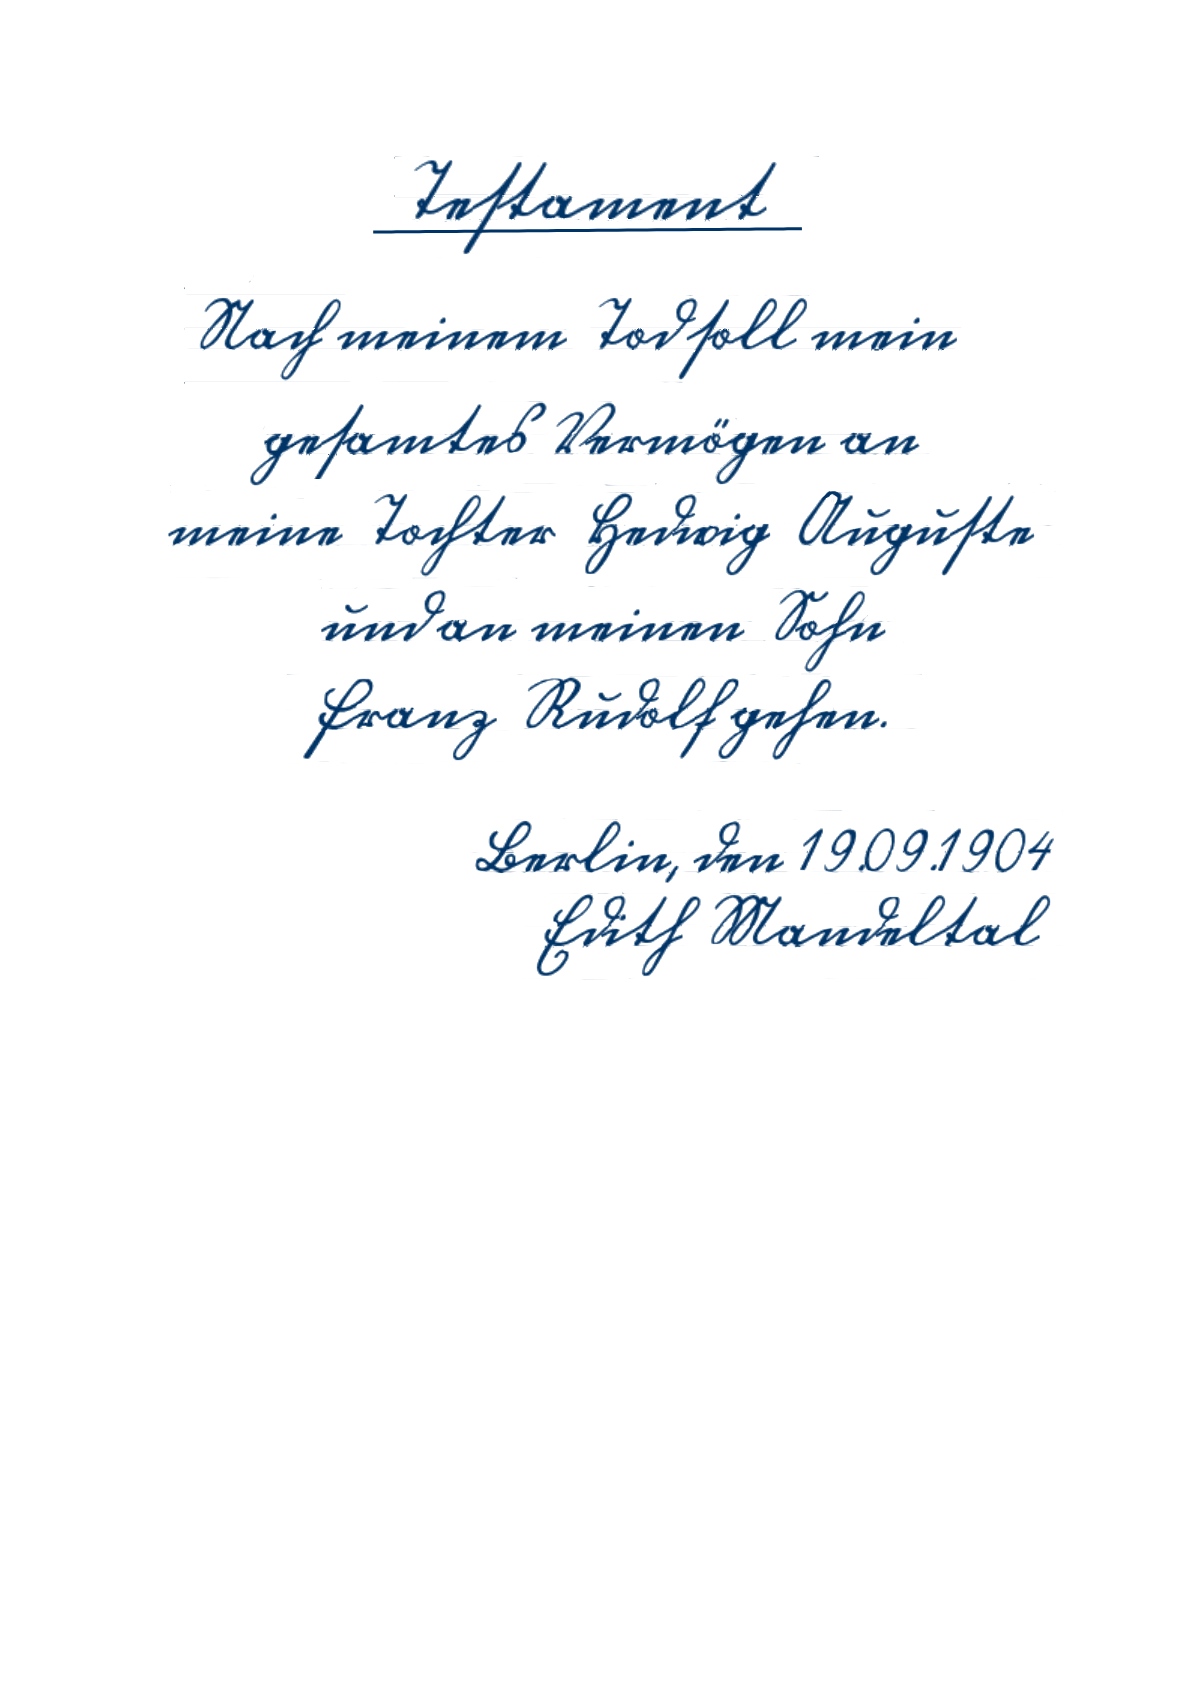 Testament
Nach meinem Tod soll mein
gesamtes Vermögen an
meine Tochter Hedwig Auguste
und an meinen Sohn
Franz Rudolf gehen.
Berlin, den 19.09.1904
Edith Mandeltal